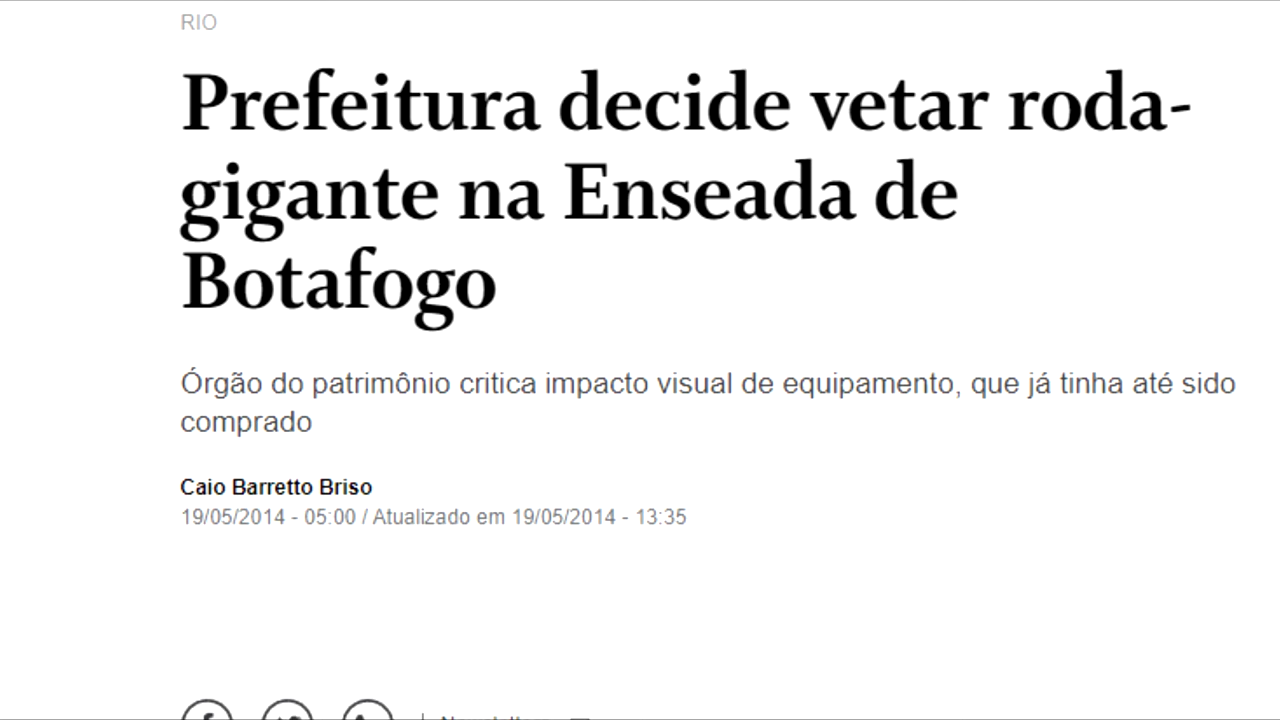 RIO
Prefeitura decide vetar roda-
gigante na Enseada de
Botafogo
Órgão do patrimônio critica impacto visual de equipamento, que já tinha até sido
comprado
Caio Barretto Briso
19/05/2014 - 05:00 / Atualizado em 19/05/2014 - 13:35